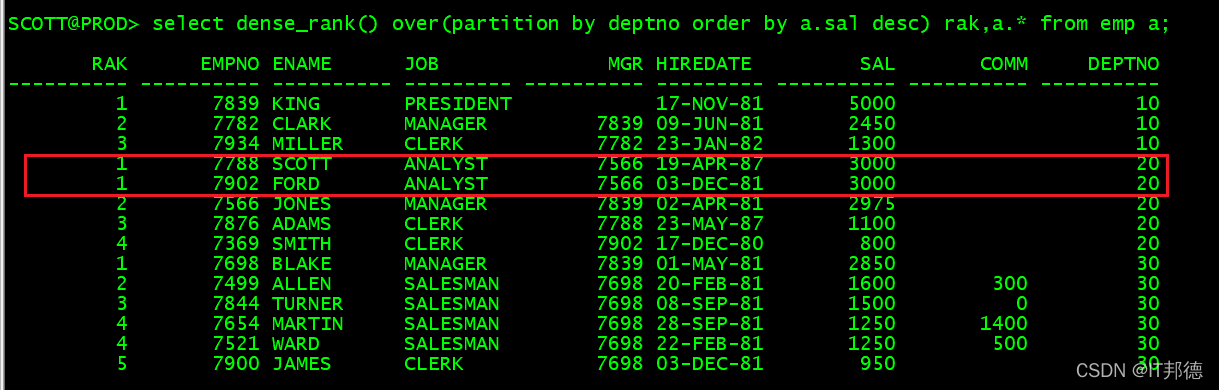 SCOTT@PROD> select dense_rank() over(partition by deptno order by a.sal desc) rak,a.* from emp a;
RAK EMPNO ENAME JOB MGR HIREDATE SAL COMM DEPTNO
---------- ---------- ---------- --------- ---------- --------- ---------- ---------- ----------
1 7839 KING PRESIDENT 17-NOV-81 5000 10
2 7782 CLARK MANAGER 7839 09-JUN-81 2450 10
3 7934 MILLER CLERK 7782 23-JAN-82 1300 10
1 7788 SCOTT ANALYST 7566 19-APR-87 3000 20
1 7902 FORD ANALYST 7566 03-DEC-81 3000 20
2 7566 JONES MANAGER 7839 02-APR-81 2975 20
3 7876 ADAMS CLERK 7788 23-MAY-87 1100 20
4 7369 SMITH CLERK 7902 17-DEC-80 800 20
1 7698 BLAKE MANAGER 7839 01-MAY-81 2850 30
2 7499 ALLEN SALESMAN 7698 20-FEB-81 1600 300 30
3 7844 TURNER SALESMAN 7698 08-SEP-81 1500 0 30
4 7654 MARTIN SALESMAN 7698 28-SEP-81 1250 1400 30
4 7521 WARD SALESMAN 7698 22-FEB-81 1250 500 30
5 7900 JAMES CLERK 7698 03-DEC-81 950 30
CSDN @IT邦德